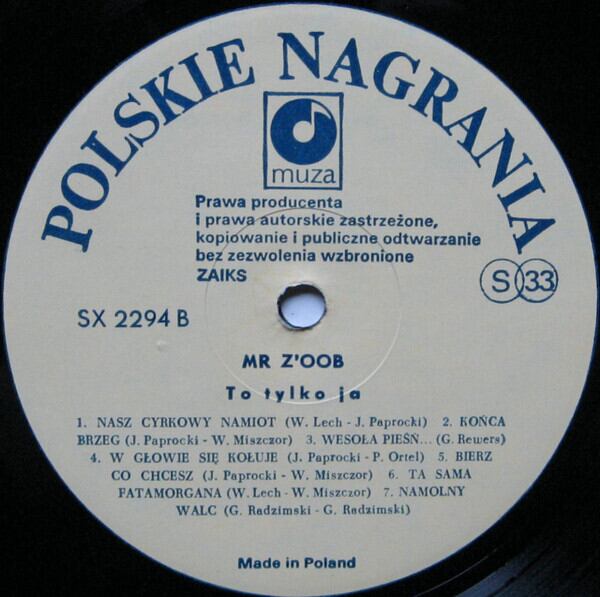 POLSKIE NAGRANIA
muza
Prawa producenta
i prawa autorskie zastrzeżone,
kopiowanie i publiczne odtwarzanie
bez zezwolenia wzbronione
ZAIKS
S 33
SX 2294 B
MR Z'OOB
To tylko ja
1. NASZ CYRKOWY NAMIOT (W. Lech - J. Paprocki) 2. KOŃCA
BRZEG (J. Paprocki - W. Miszczor) 3. WESOŁA PIEŚŃ... (G. Rewers)
4. W GŁOWIE SIĘ KOŁUJE (J. Paprocki - P. Ortel) 5. BIERZ
CO CHCESZ (J. Paprocki - W. Miszczor) 6. TA SAMA
FATAMORGANA (W. Lech - W. Miszczor) 7. NAMOLNY
WALC (G. Radzimski - G. Radzimski)
Made in Poland